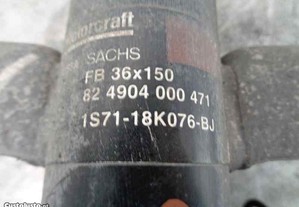 SACHS
FB 36x150
82 4904 000 471
1S71-18K076-BJ